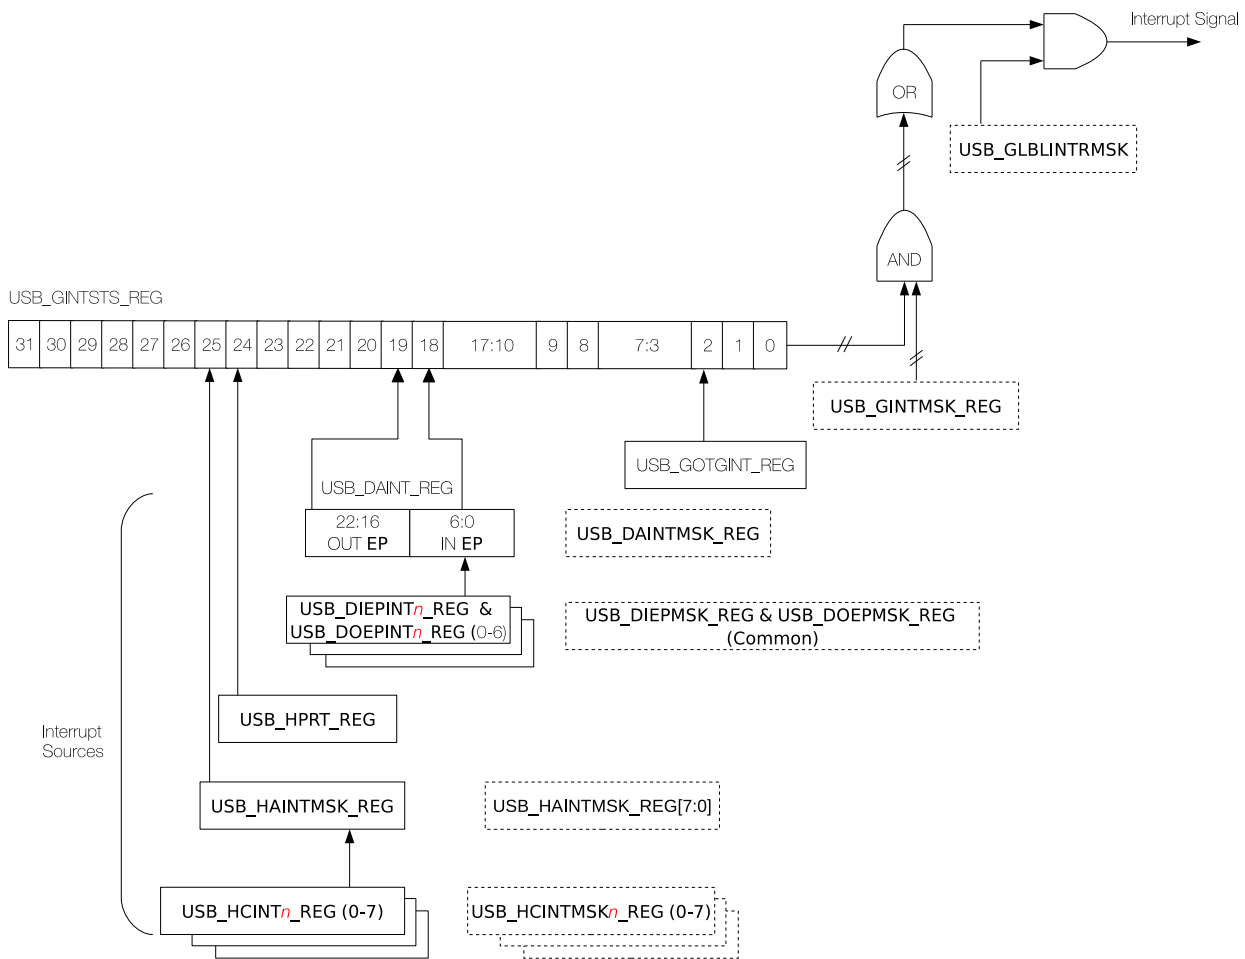 Interrupt Signal
OR
USB_GLBLINTRMSK
AND
USB_GINTSTS_REG
31 30 29 28 27 26 25 24 23 22 21 20 19 18 17:10 9 8 7:3 2 1 0
USB_GINTMSK_REG
USB_GOTGINT_REG
USB_DAINT_REG
22:16
OUT EP
6:0
IN EP
USB_DAINTMSK_REG
USB_DIEPINTn_REG &
USB_DOEPINTn_REG (0-6)
USB_DIEPMSK_REG & USB_DOEPMSK_REG
(Common)
USB_HPRT_REG
Interrupt
Sources
USB_HAINTMSK_REG
USB_HAINTMSK_REG[7:0]
USB_HCINTn_REG (0-7)
USB_HCINTMSKn_REG (0-7)